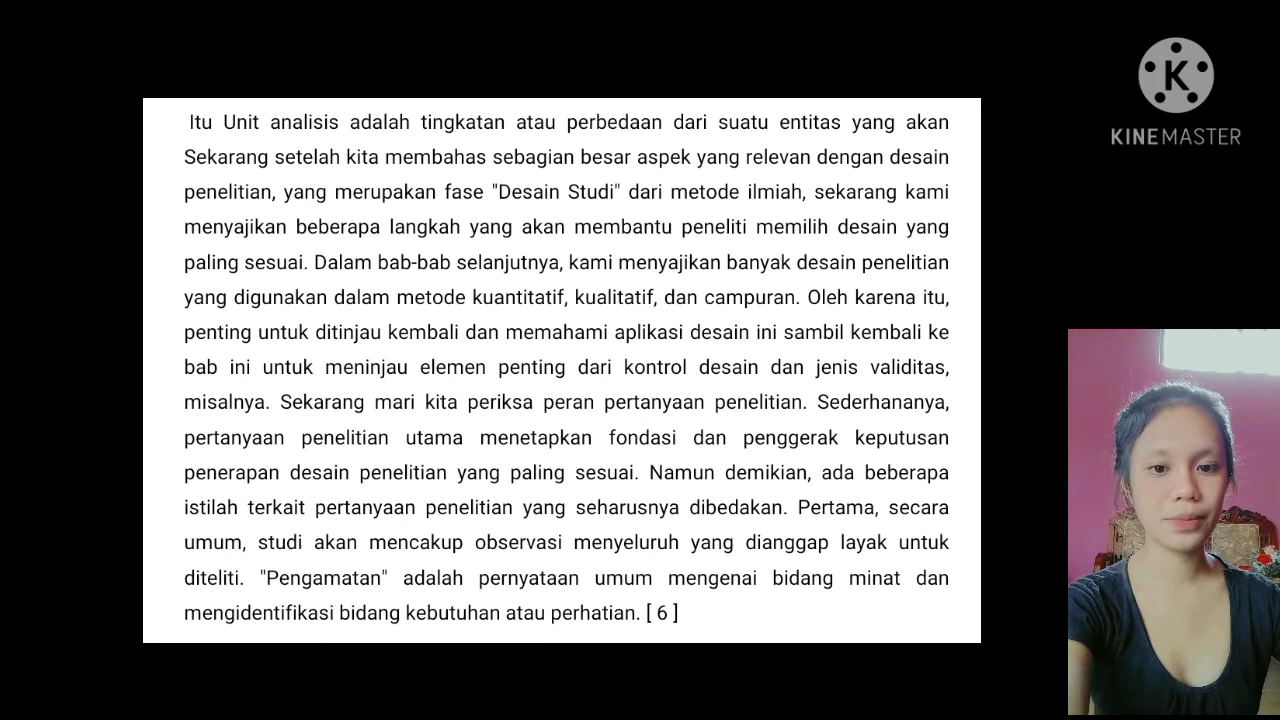 Itu Unit analisis adalah tingkatan atau perbedaan dari suatu entitas yang akan
Sekarang setelah kita membahas sebagian besar aspek yang relevan dengan desain
penelitian, yang merupakan fase "Desain Studi" dari metode ilmiah, sekarang kami
menyajikan beberapa langkah yang akan membantu peneliti memilih desain yang
paling sesuai. Dalam bab-bab selanjutnya, kami menyajikan banyak desain penelitian
yang digunakan dalam metode kuantitatif, kualitatif, dan campuran. Oleh karena itu,
penting untuk ditinjau kembali dan memahami aplikasi desain ini sambil kembali ke
bab ini untuk meninjau elemen penting dari kontrol desain dan jenis validitas,
misalnya. Sekarang mari kita periksa peran pertanyaan penelitian. Sederhananya,
pertanyaan penelitian utama menetapkan fondasi dan penggerak keputusan
penerapan desain penelitian yang paling sesuai. Namun demikian, ada beberapa
istilah terkait pertanyaan penelitian yang seharusnya dibedakan. Pertama, secara
umum, studi akan mencakup observasi menyeluruh yang dianggap layak untuk
diteliti. "Pengamatan" adalah pernyataan umum mengenai bidang minat dan
mengidentifikasi bidang kebutuhan atau perhatian. [ 6 ]
K
KINEMASTER